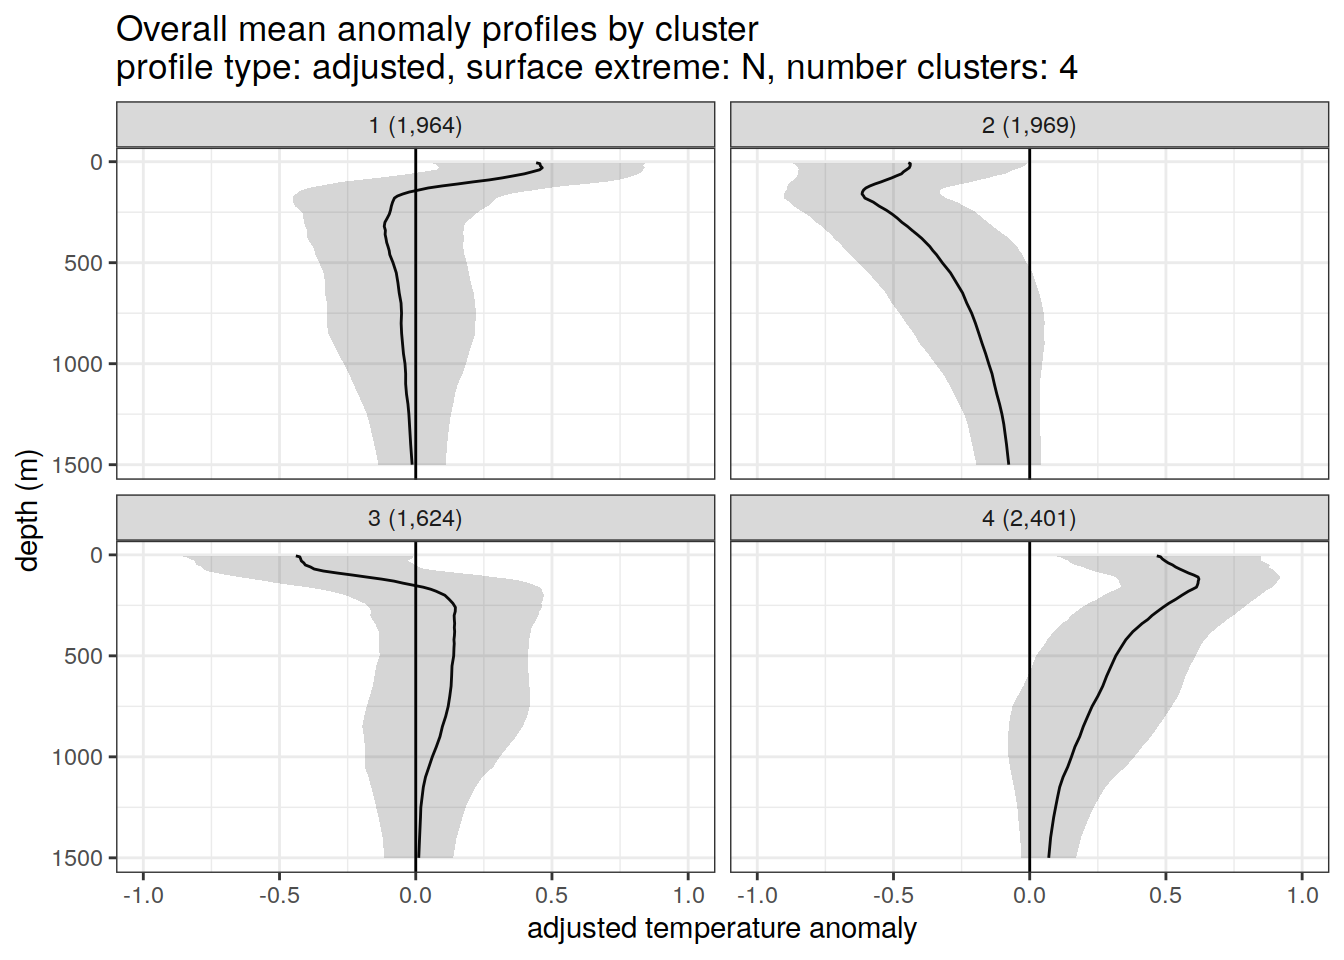 Overall mean anomaly profiles by cluster
profile type: adjusted, surface extreme: N, number clusters: 4
1 (1,964)
2 (1,969)
0
500
1000
1500
3 (1,624)
4 (2,401)
0
500
1000
1500
depth (m)
-1.0 -0.5 0.0 0.5 1.0 -1.0 -0.5 0.0 0.5 1.0
adjusted temperature anomaly